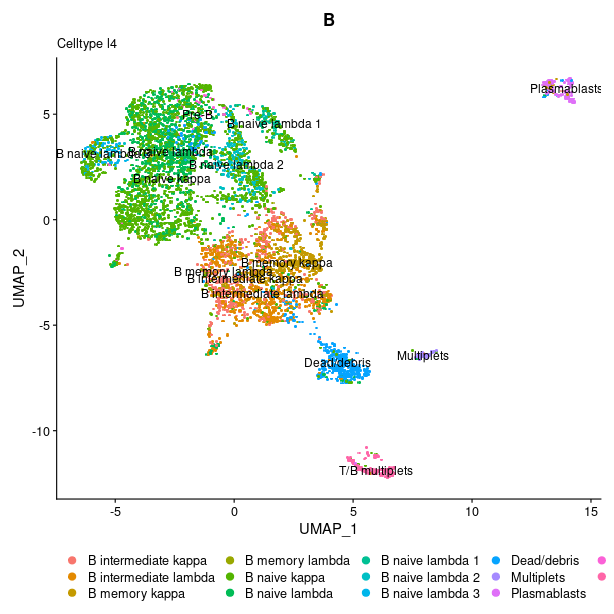 B
Celltype l4
Plasmablasts
Pre-B
B naive lambda 1
B naive lambda
B naive lambda 2
B naive kappa
B memory kappa
B memory lambda
B intermediate kappa
B intermediate lambda
Dead/debris
Multiplets
T/B multiplets
5
0
-5
-10
UMAP_2
-5 0 5 10 15
UMAP_1
B intermediate kappa B memory lambda B naive lambda 1 Dead/debris
B intermediate lambda B naive kappa B naive lambda 2 Multiplets
B memory kappa B naive lambda B naive lambda 3 Plasmablasts